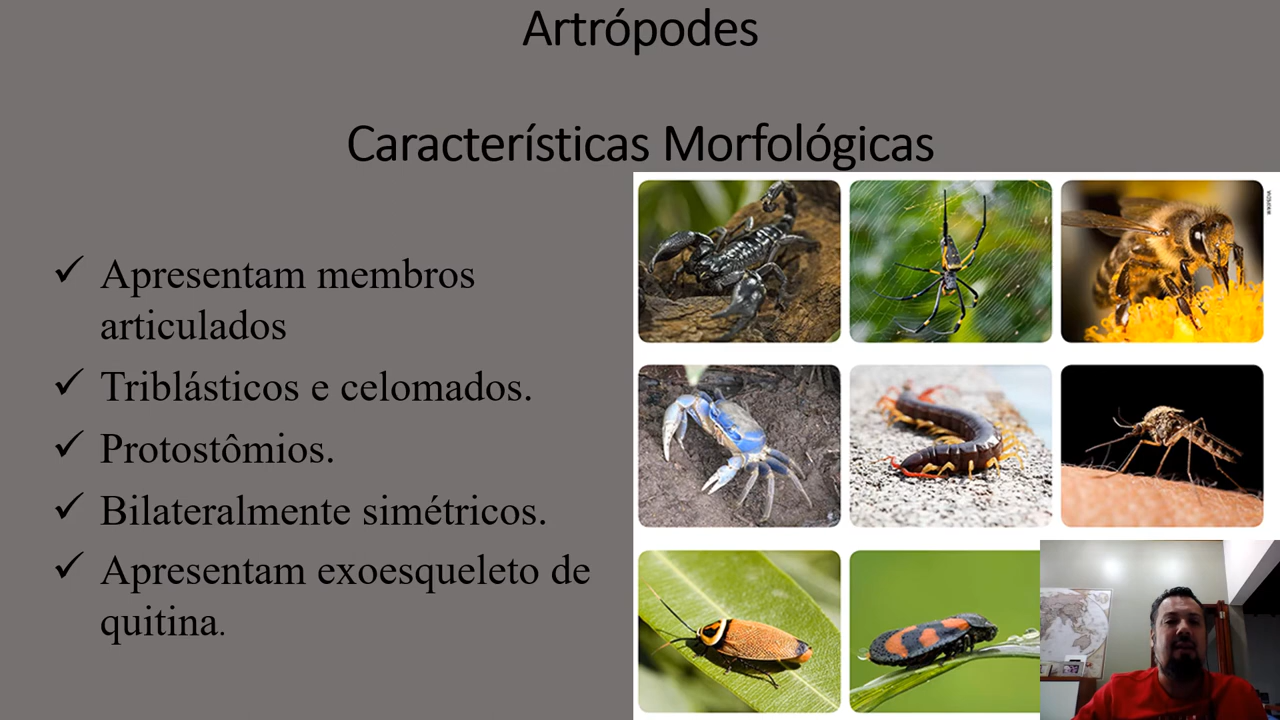 Artrópodes
Características Morfológicas
✓ Apresentam membros
articulados
✓ Triblásticos e celomados.
✓ Protostômios.
✓ Bilateralmente simétricos.
✓ Apresentam exoesqueleto de
quitina.